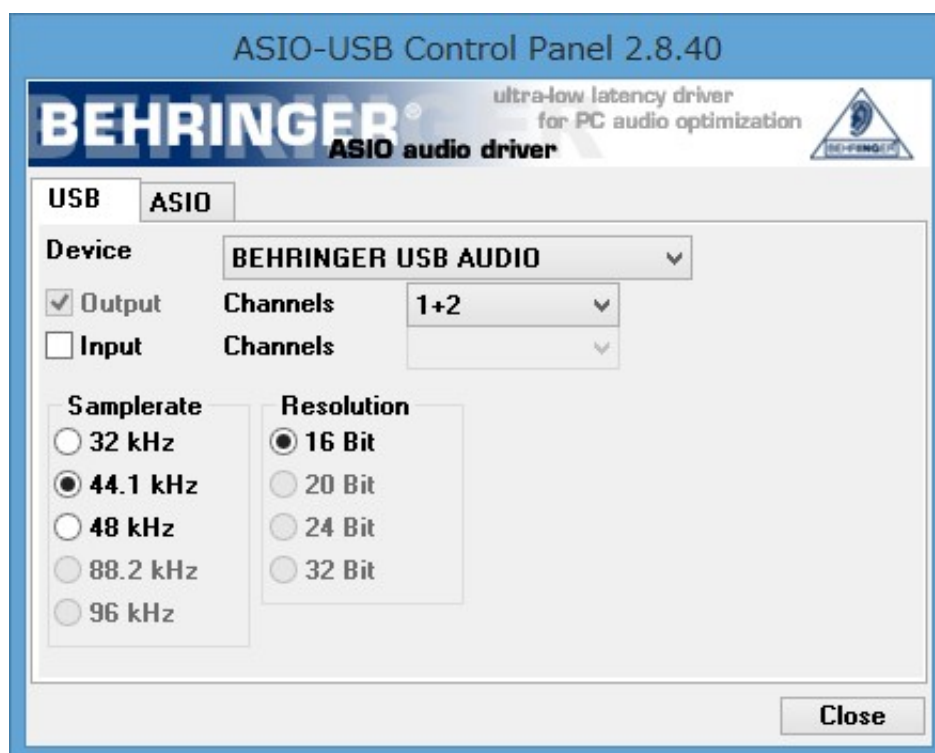 ASIO-USB Control Panel 2.8.40
BEHRINGER®
ultra-low latency driver
for PC audio optimization
ASIO audio driver
BEHRINGER
USB ASIO
Device BEHRINGER USB AUDIO
Output Channels 1+2
Input Channels
Samplerate Resolution
32 kHz 16 Bit
44.1 kHz 20 Bit
48 kHz 24 Bit
88.2 kHz 32 Bit
96 kHz
Close